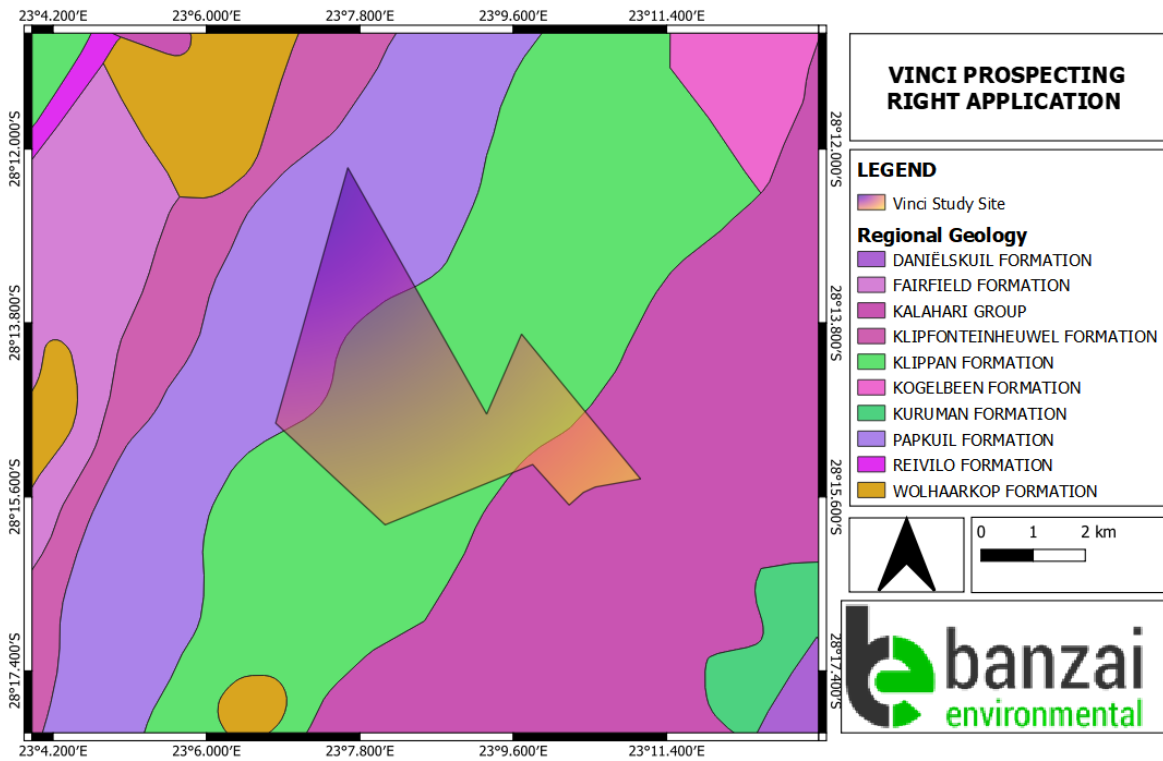 23°4.200'E 23°6.000'E 23°7.800'E 23°9.600'E 23°11.400'E
28°12.000'S 28°12.000'S
28°13.800'S 28°13.800'S
28°15.600'S 28°15.600'S
28°17.400'S 28°17.400'S
23°4.200'E 23°6.000'E 23°7.800'E 23°9.600'E 23°11.400'E
VINCI PROSPECTING
RIGHT APPLICATION
LEGEND
Vinci Study Site
Regional Geology
DANIËLSKUIL FORMATION
FAIRFIELD FORMATION
KALAHARI GROUP
KLIPFONTEINHEUWEL FORMATION
KLIPPAN FORMATION
KOGELBEEN FORMATION
KURUMAN FORMATION
PAPKUIL FORMATION
REIVILO FORMATION
WOLHAARKOP FORMATION
0 1 2 km
banzai
environmental